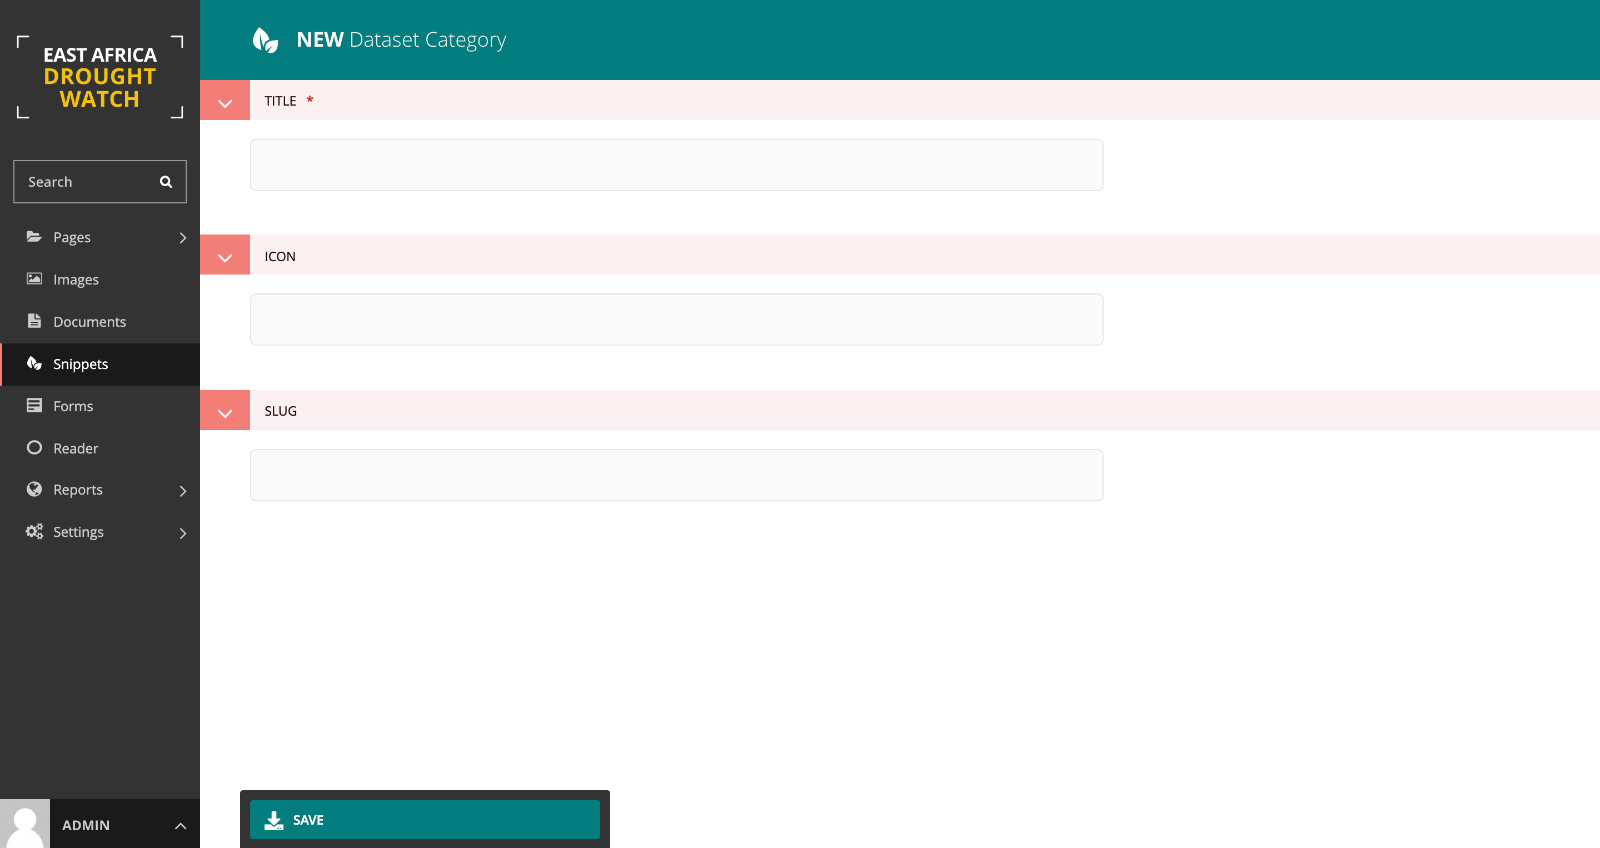 EAST AFRICA
DROUGHT
WATCH
Search
Pages
Images
Documents
Snippets
Forms
Reader
Reports
Settings
ADMIN
NEW Dataset Category
TITLE *
ICON
SLUG
SAVE